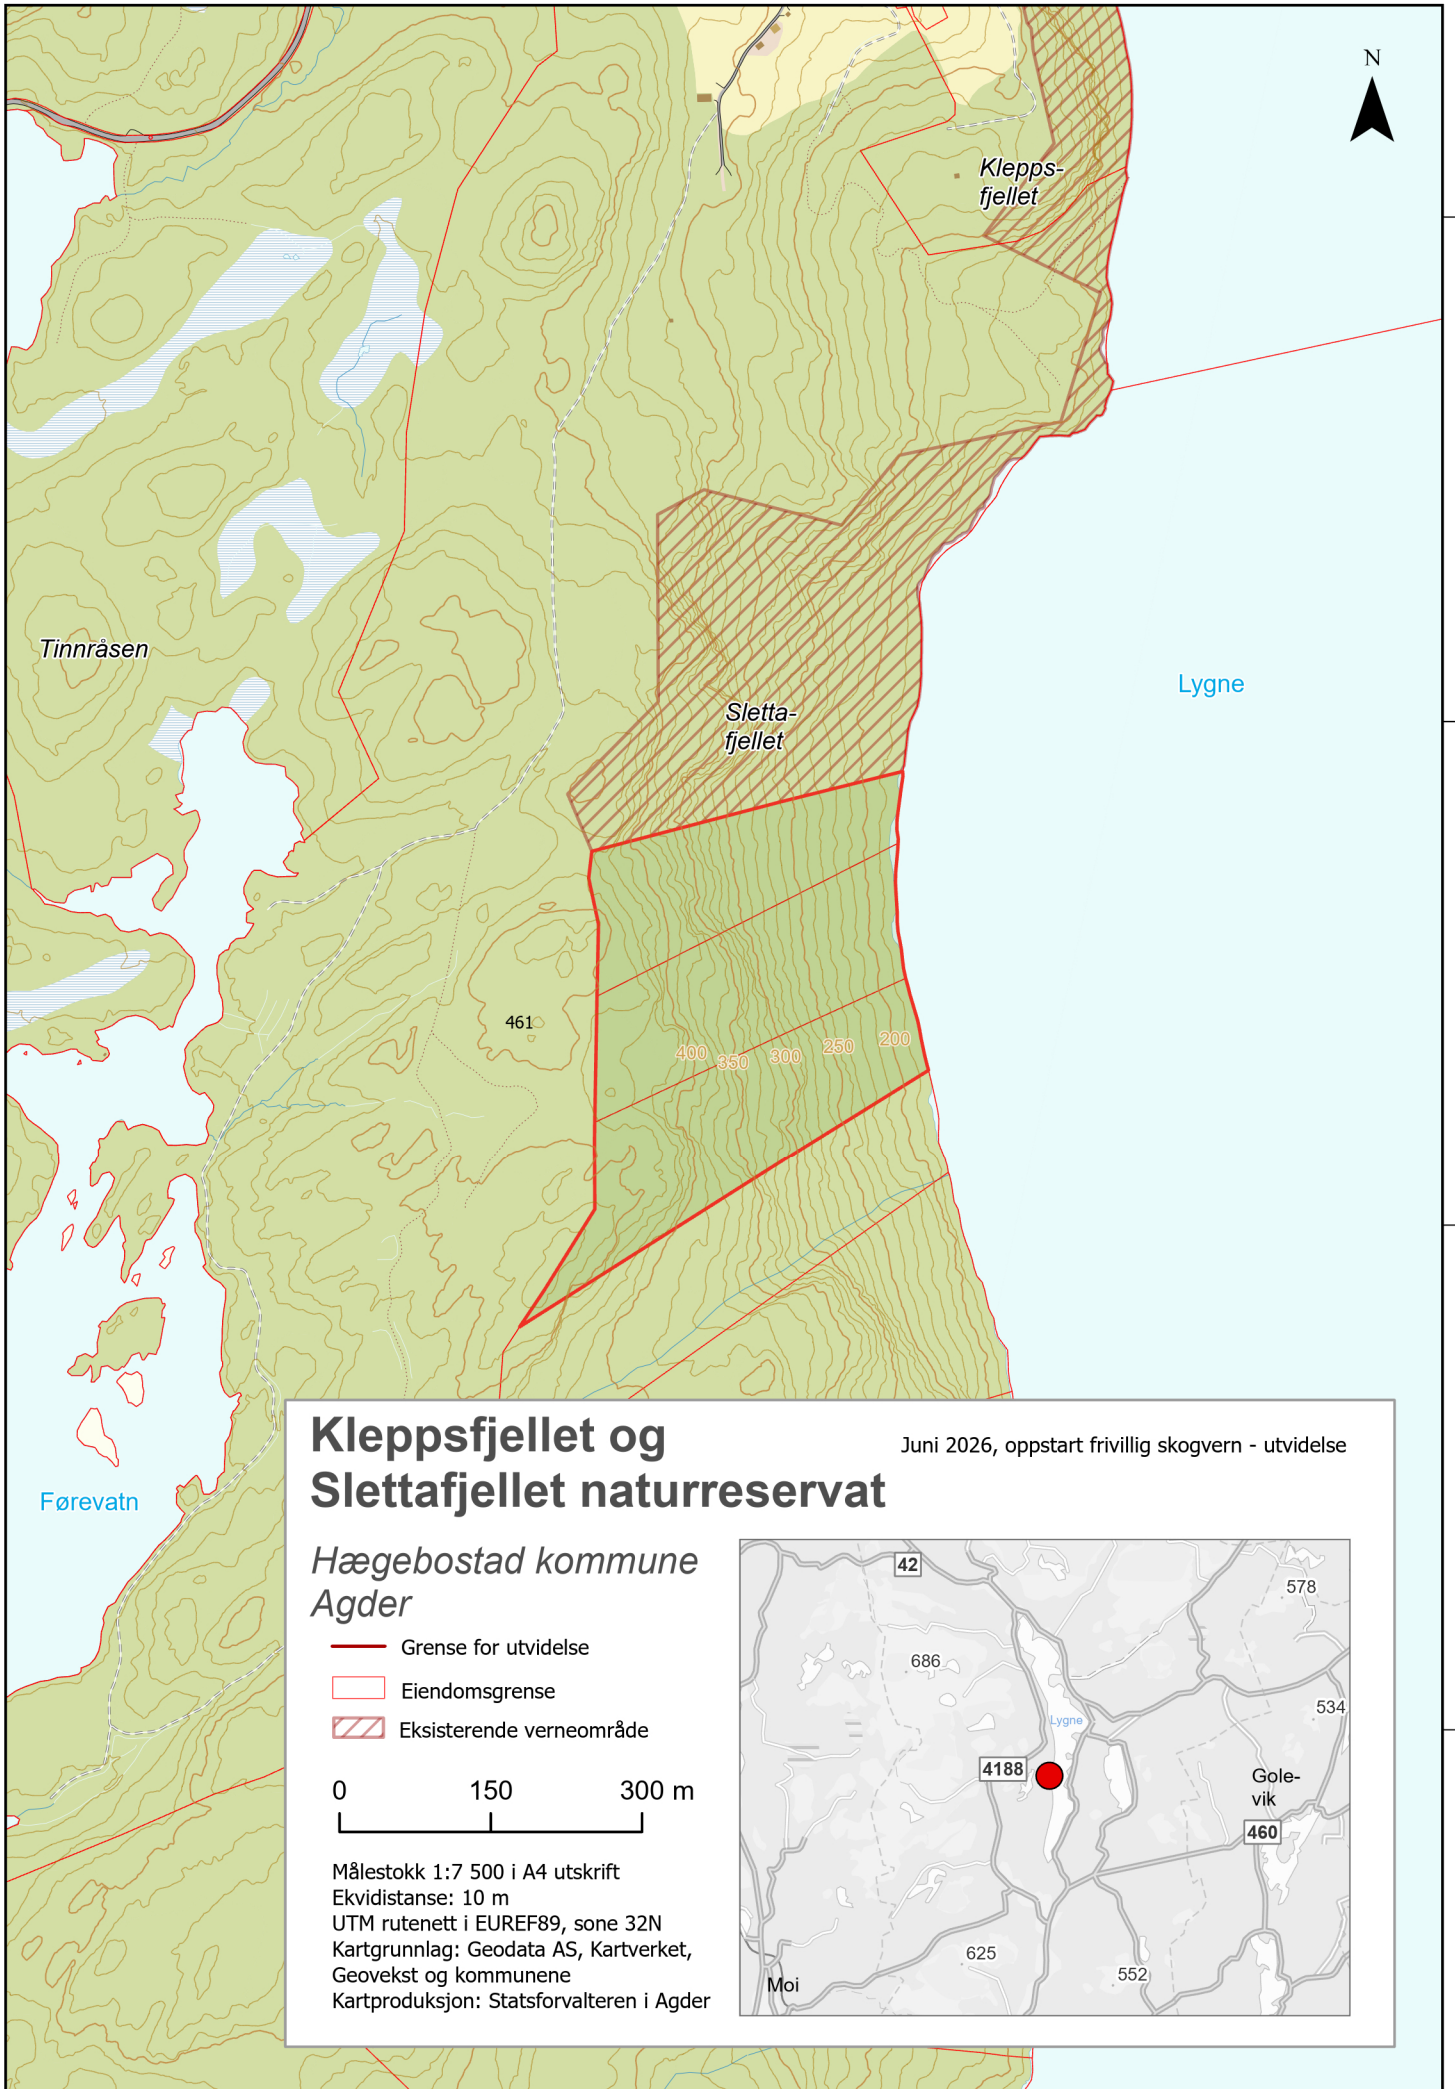 N
Klepps-
fjellet
Tinnråsen
Lygne
Sletta-
fjellet
461
400 350 300 250 200
Førevatn
Kleppsfjellet og
Slettafjellet naturreservat
Juni 2026, oppstart frivillig skogvern - utvidelse
Hægebostad kommune
Agder
Grense for utvidelse
Eiendomsgrense
Eksisterende verneområde
0 150 300 m
Målestokk 1:7 500 i A4 utskrift
Ekvidistanse: 10 m
UTM rutenett i EUREF89, sone 32N
Kartgrunnlag: Geodata AS, Kartverket,
Geovekst og kommunene
Kartproduksjon: Statsforvalteren i Agder
42
578
686
534
Lygne
4188
Gole-
vik
460
625
552
Moi